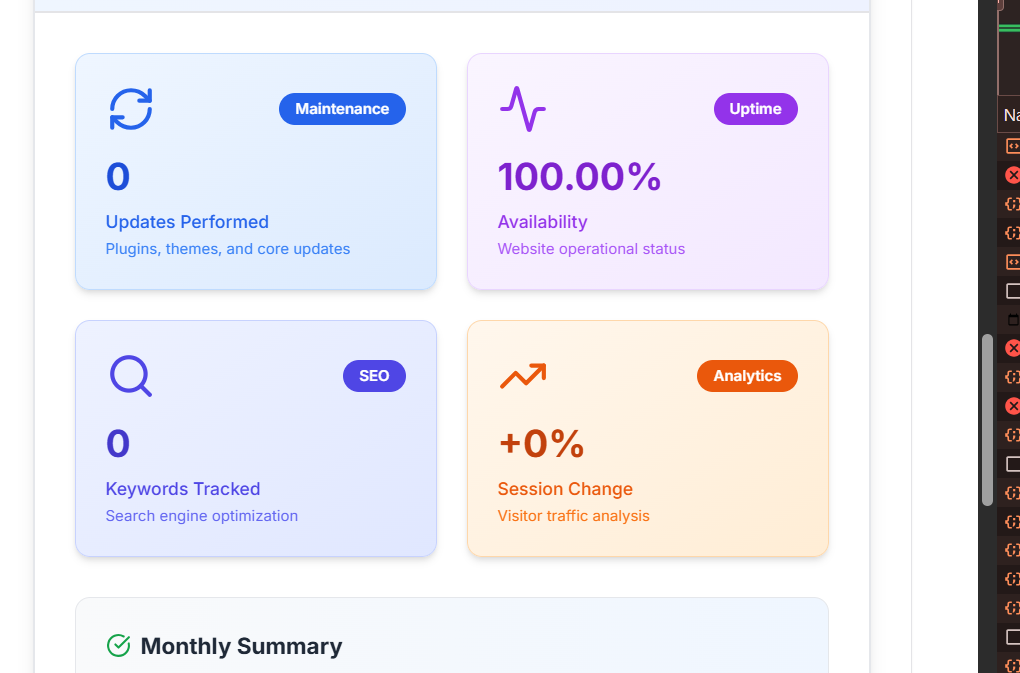 Maintenance
0
Updates Performed
Plugins, themes, and core updates
Uptime
100.00%
Availability
Website operational status
SEO
0
Keywords Tracked
Search engine optimization
Analytics
+0%
Session Change
Visitor traffic analysis
Monthly Summary